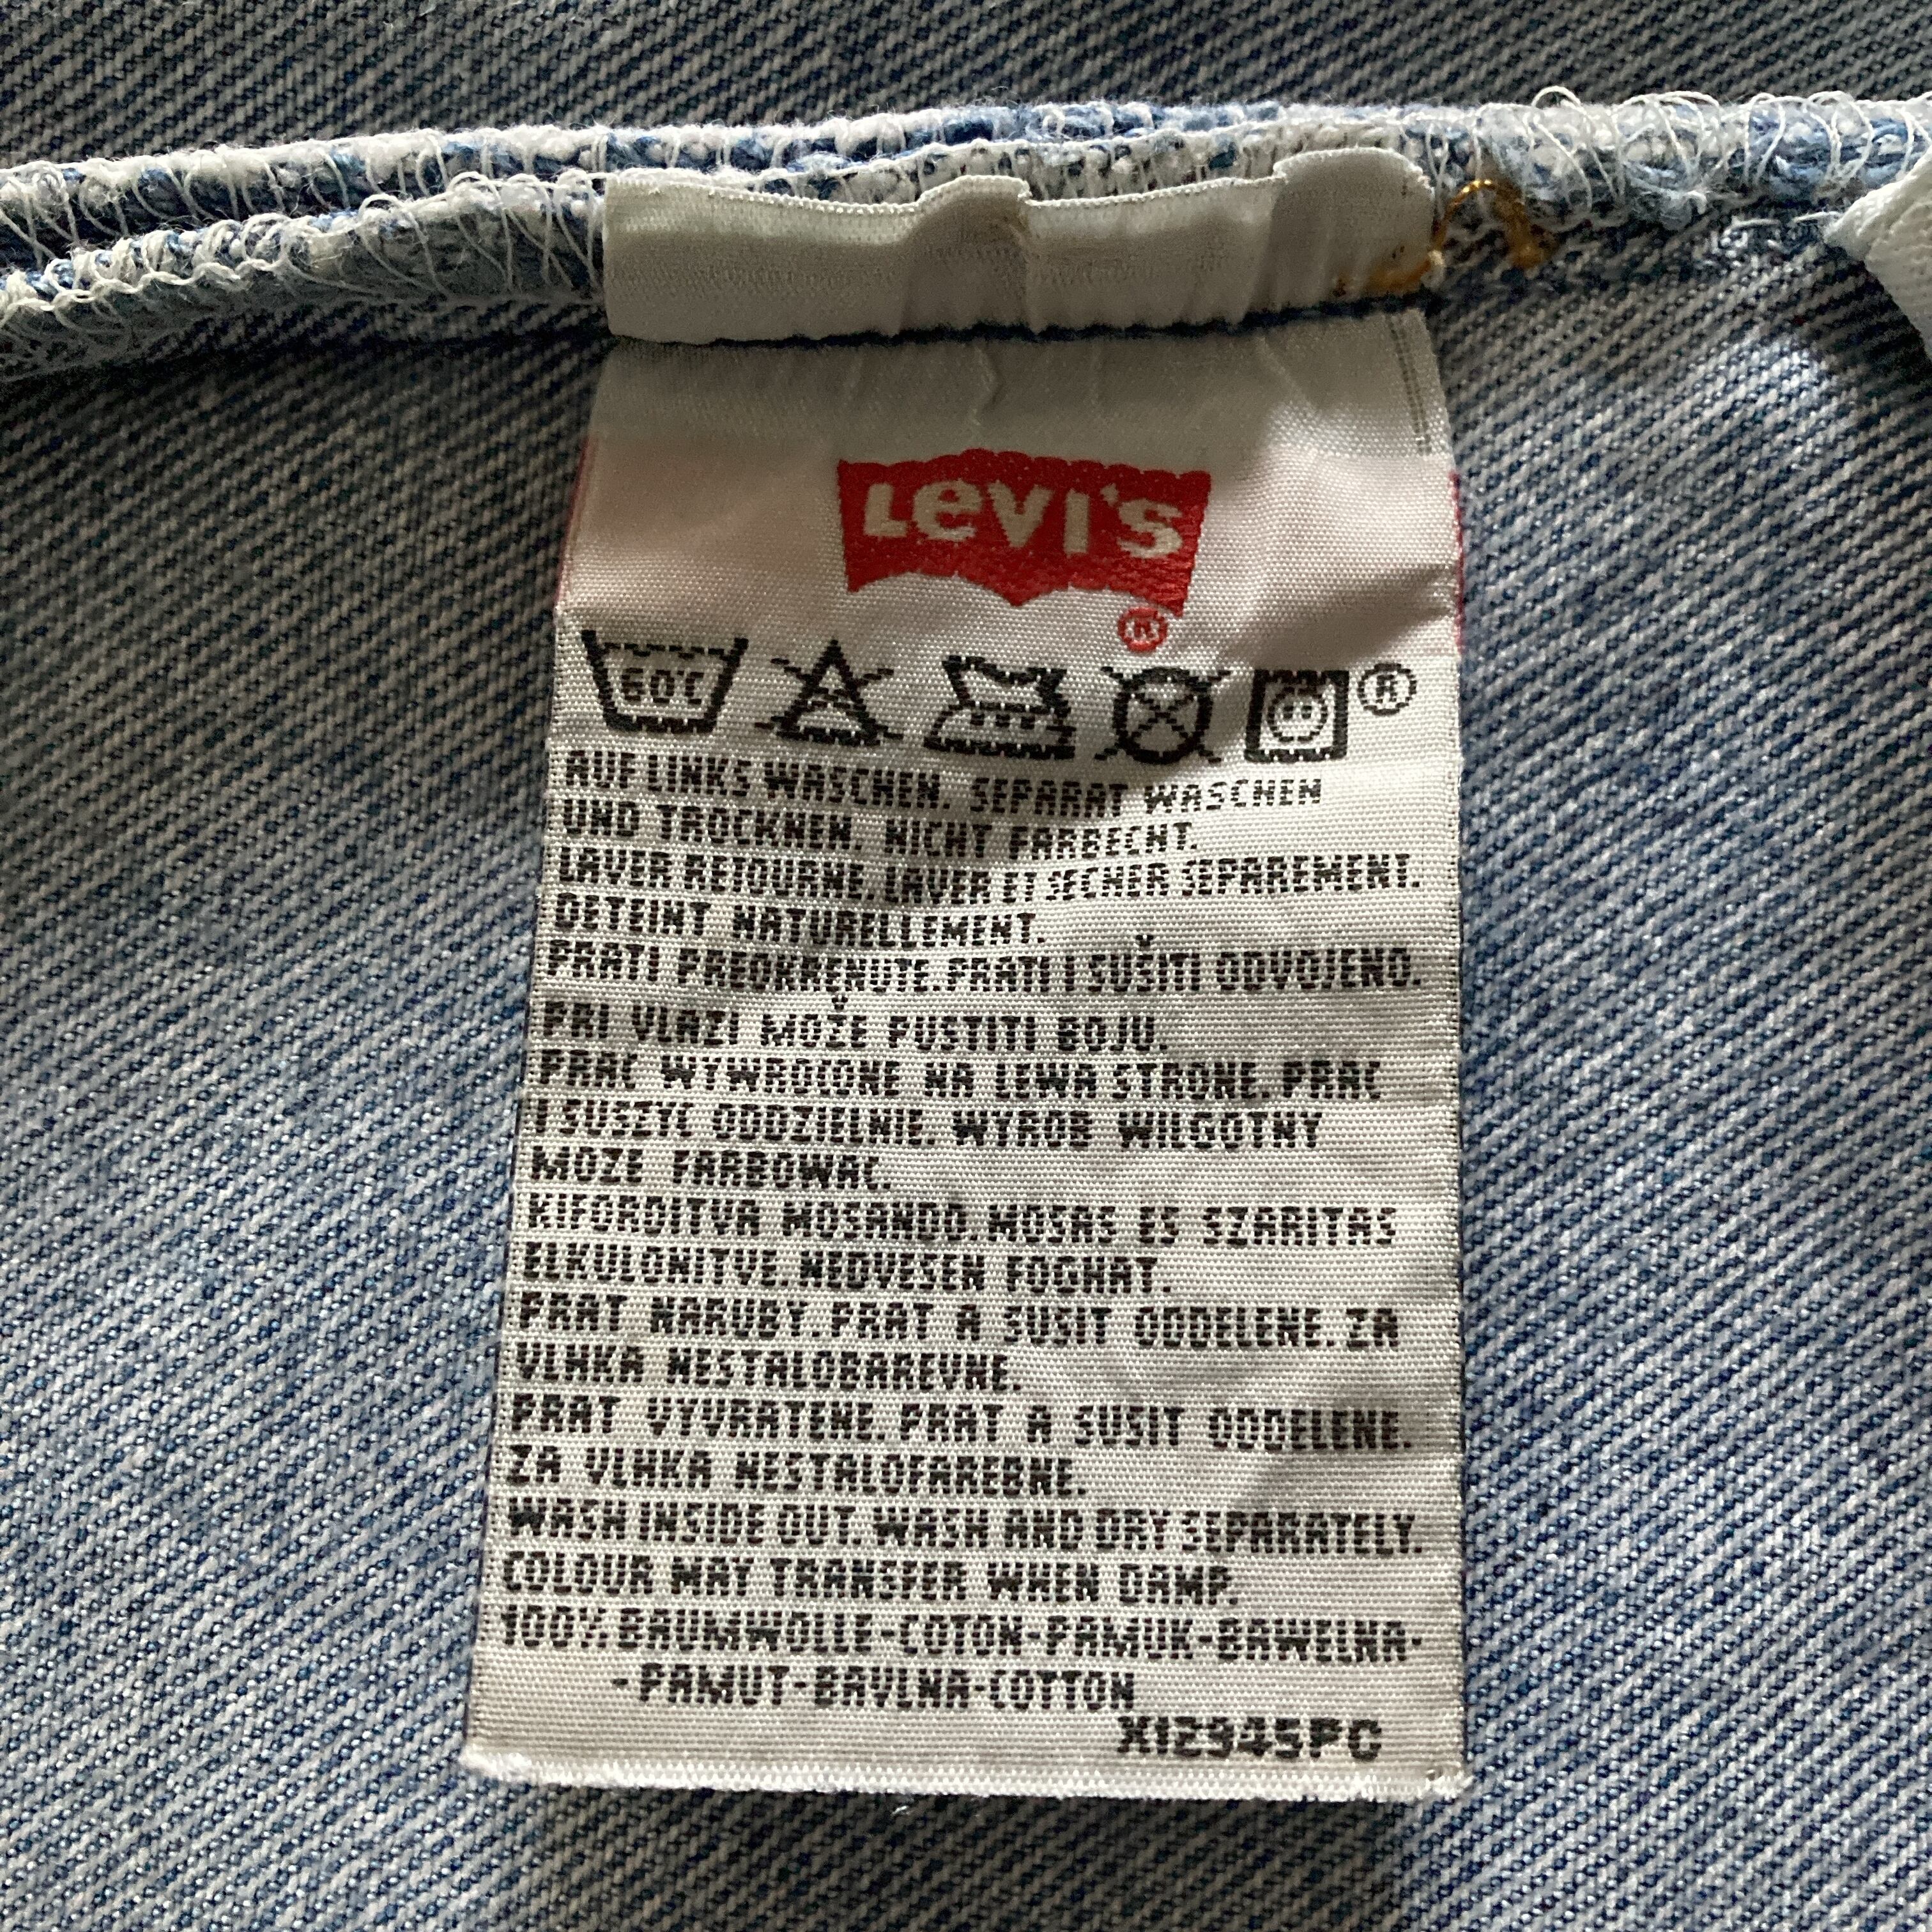 LEVI'S
®
60°C
®
AUF LINKS WASCHEN. SEPARAT WASCHEN
UND TROCKNEN. NICHT FARBECHT.
LAVER RETOURNE. LAVER ET SECHER SEPAREMENT.
DETEINT NATURELLEMENT.
PRATI PREOKRENUTE. PRATI I SUŠITI ODVOJENO.
PRI VLAZI MOŽE PUSTITI BOJU.
PRAC WYWROCONE NA LEWA STRONE. PRAC
I SUSZYC ODDZIELNIE. WYROB WILGOTNY
MOZE FARBOWAC.
KIFORDITVA MOSANDO. MOSAS ES SZARITAS
ELKULONITVE. NEDVESEN FOGHAT.
PRAT NARUBY. PRAT A SUSIT ODDELENE. ZA
VLHKA NESTALOBAREVNE.
PRAT VYVRATENE. PRAT A SUSIT ODDELENE.
ZA VLHKA NESTALOFAREBNE.
WASH INSIDE OUT. WASH AND DRY SEPARATELY.
COLOUR MAY TRANSFER WHEN DAMP.
100% BAUMWOLLE-COTON-PAMUK-BAWELNA-
-PAMUT-BAVLNA-COTTON
X12945PC